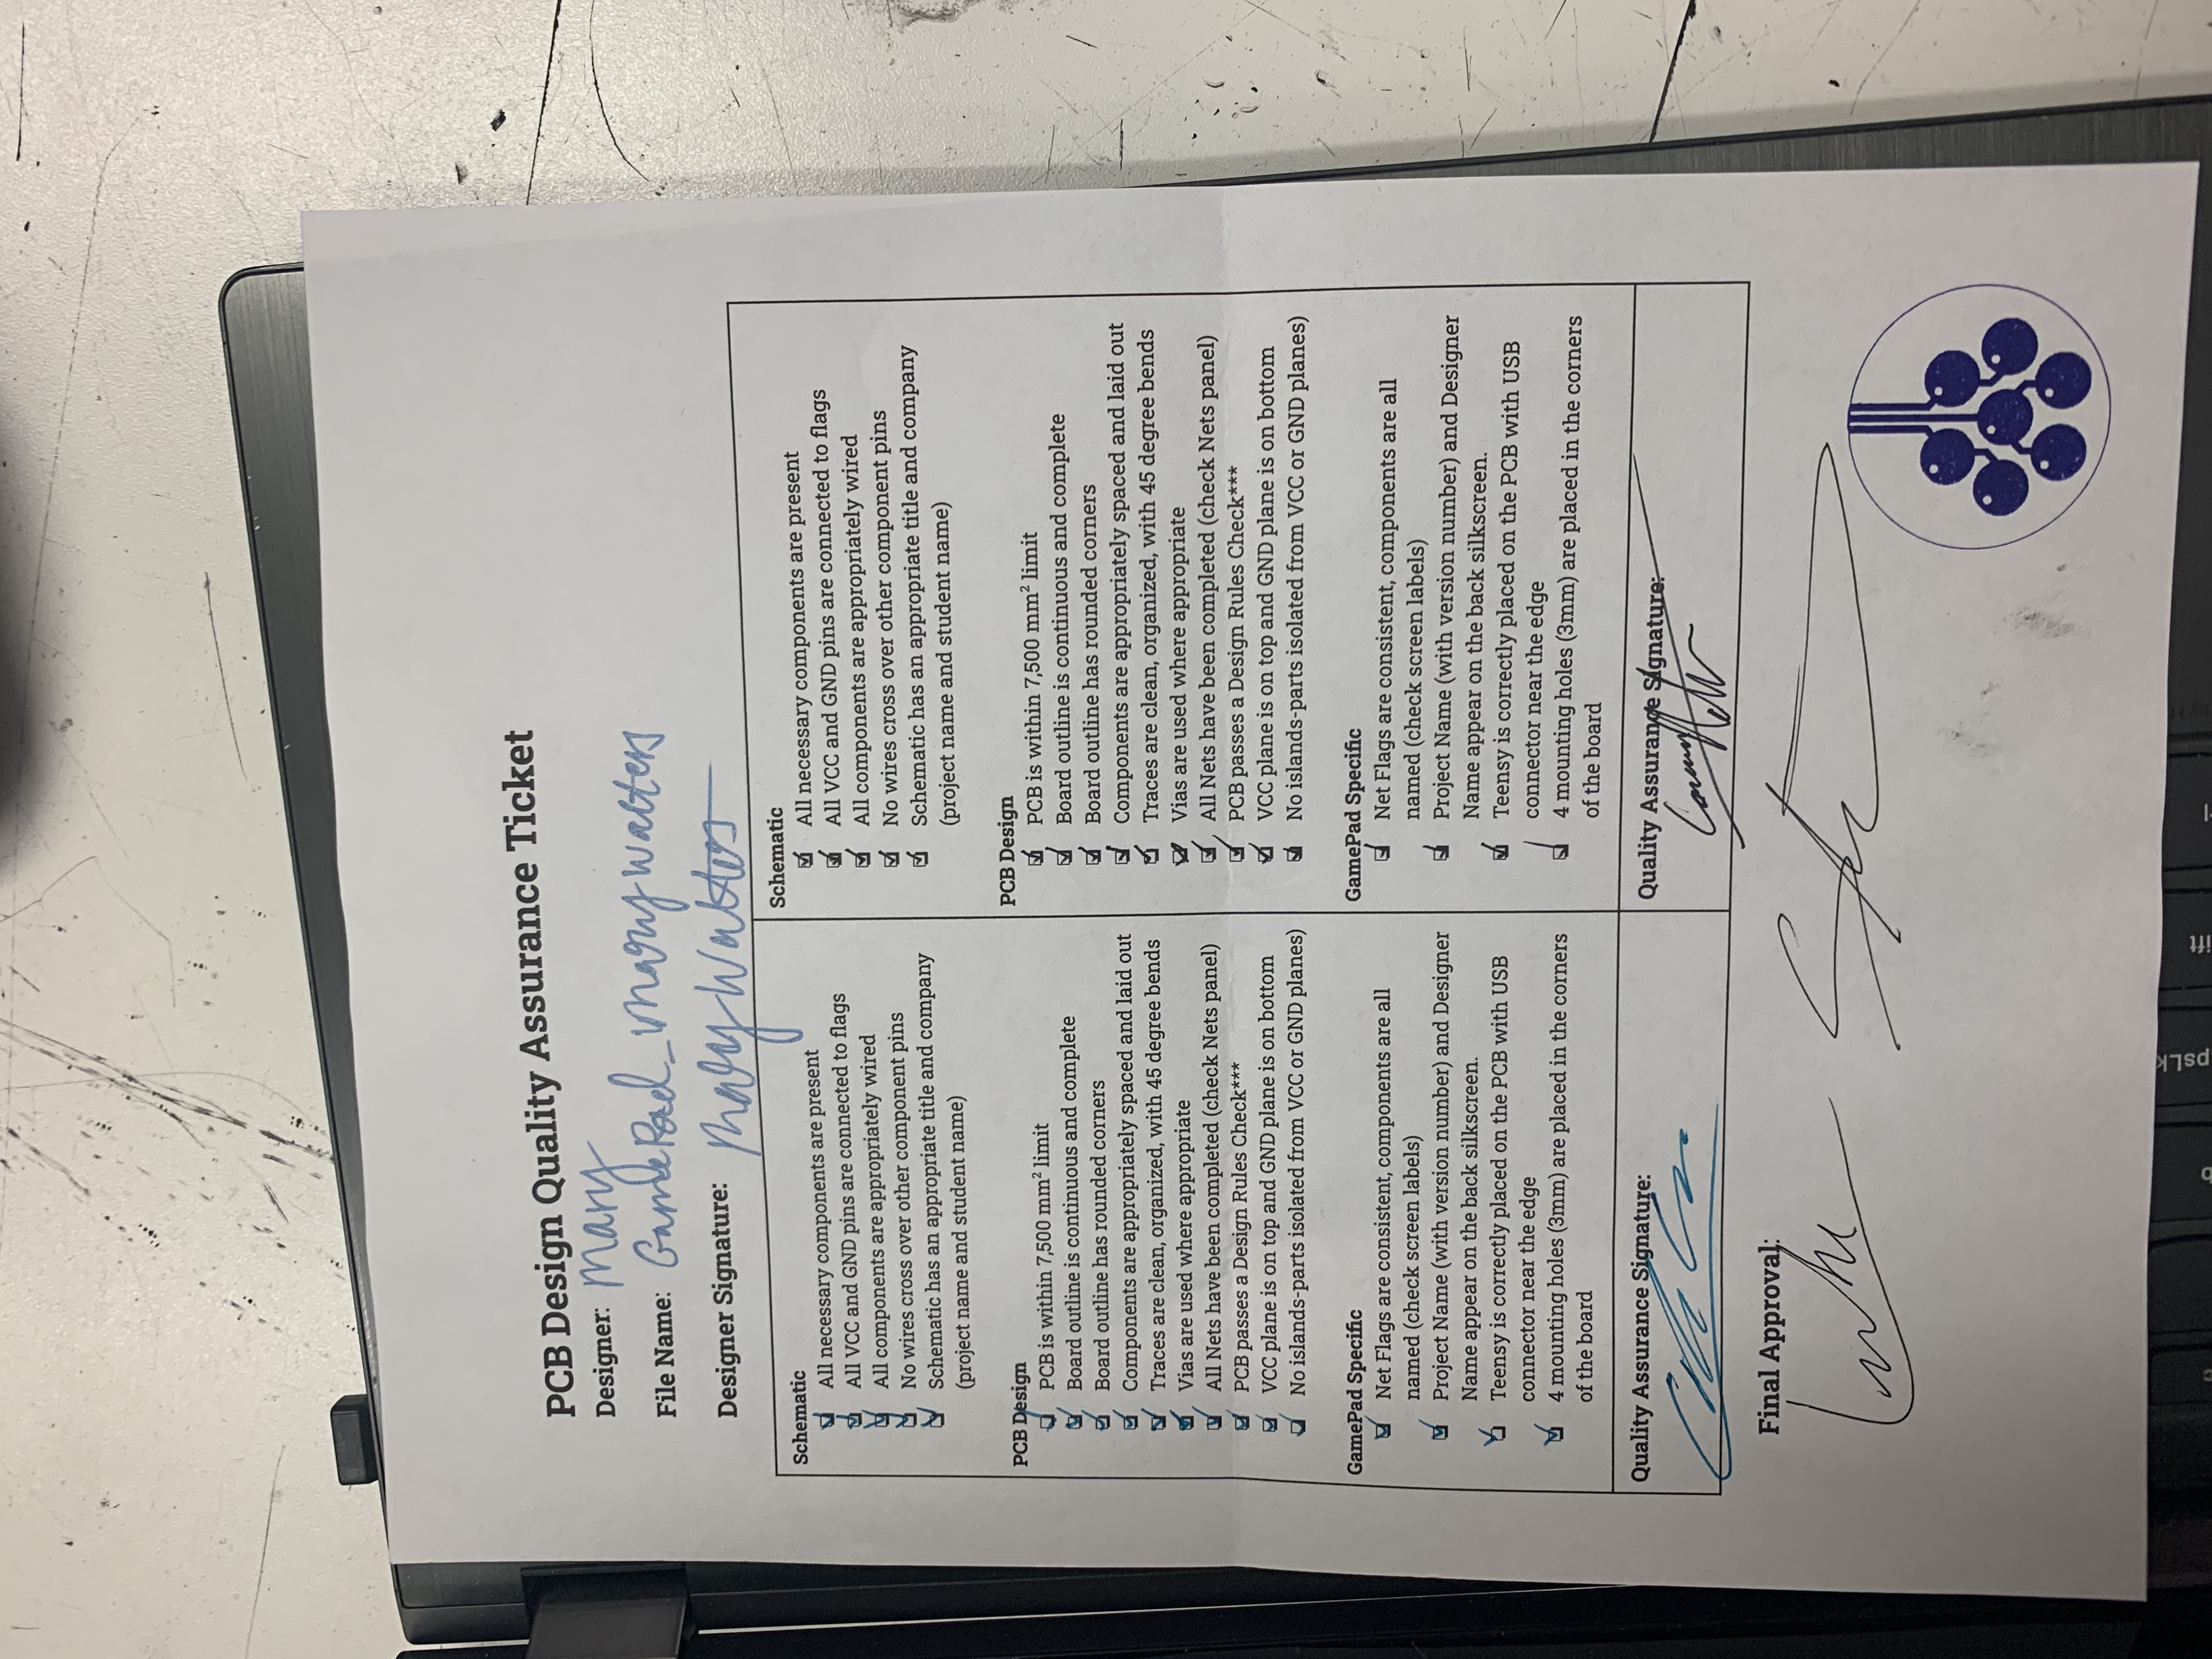 PCB Design Quality Assurance Ticket
Designer: Mary
File Name: GamePad_MaryWalters
Designer Signature: Mary Walters
Schematic
All necessary components are present
All VCC and GND pins are connected to flags
All components are appropriately wired
No wires cross over other component pins
Schematic has an appropriate title and company
(project name and student name)
PCB Design
PCB is within 7,500 mm² limit
Board outline is continuous and complete
Board outline has rounded corners
Components are appropriately spaced and laid out
Traces are clean, organized, with 45 degree bends
Vias are used where appropriate
All Nets have been completed (check Nets panel)
PCB passes a Design Rules Check***
VCC plane is on top and GND plane is on bottom
No islands-parts isolated from VCC or GND planes)
GamePad Specific
Net Flags are consistent, components are all
named (check screen labels)
Project Name (with version number) and Designer
Name appear on the back silkscreen.
Teensy is correctly placed on the PCB with USB
connector near the edge
4 mounting holes (3mm) are placed in the corners
of the board
Quality Assurance Signature:
Schematic
All necessary components are present
All VCC and GND pins are connected to flags
All components are appropriately wired
No wires cross over other component pins
Schematic has an appropriate title and company
(project name and student name)
PCB Design
PCB is within 7,500 mm² limit
Board outline is continuous and complete
Board outline has rounded corners
Components are appropriately spaced and laid out
Traces are clean, organized, with 45 degree bends
Vias are used where appropriate
All Nets have been completed (check Nets panel)
PCB passes a Design Rules Check***
VCC plane is on top and GND plane is on bottom
No islands-parts isolated from VCC or GND planes)
GamePad Specific
Net Flags are consistent, components are all
named (check screen labels)
Project Name (with version number) and Designer
Name appear on the back silkscreen.
Teensy is correctly placed on the PCB with USB
connector near the edge
4 mounting holes (3mm) are placed in the corners
of the board
Quality Assurance Signature:
Final Approval:
psLk
ift